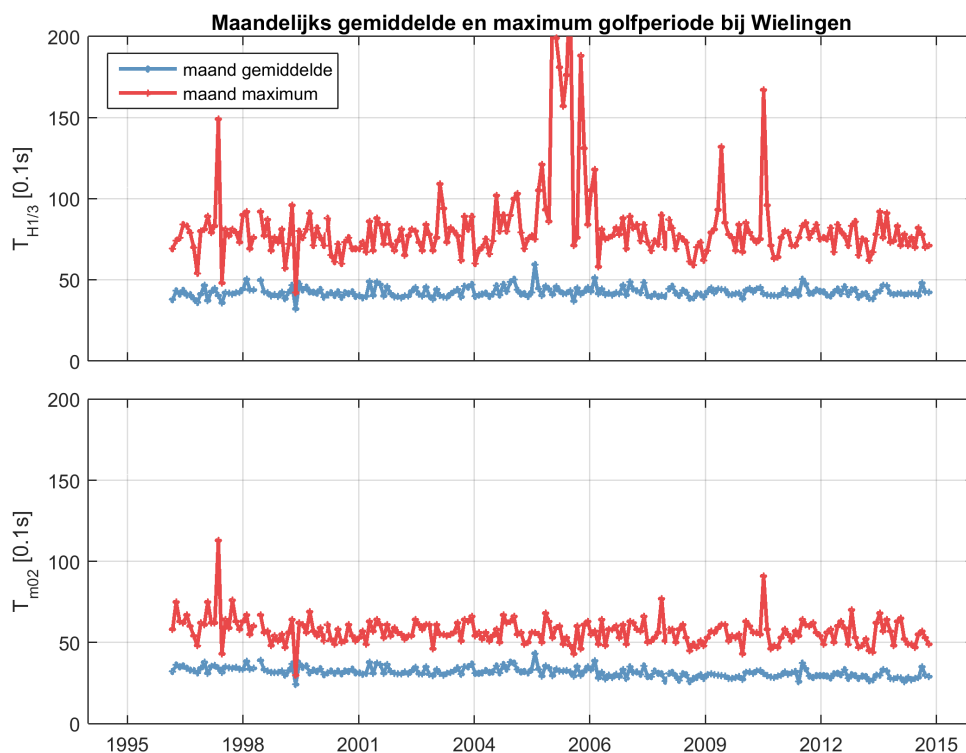 Maandelijks gemiddelde en maximum golfperiode bij Wielingen
200
150
100
50
0
T_H1/3 [0.1s]
maand gemiddelde
maand maximum
1995 1998 2001 2004 2006 2009 2012 2015
200
150
100
50
0
T_m02 [0.1s]